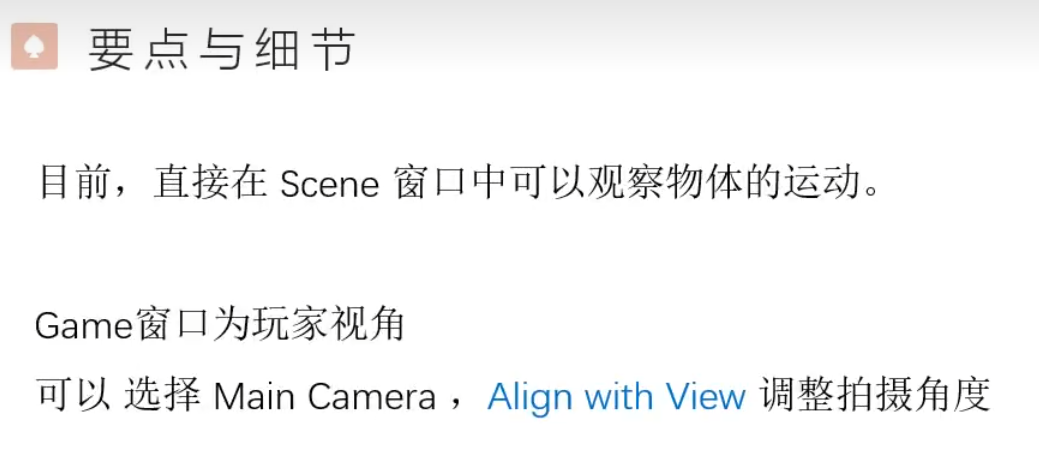 要点与细节
目前，直接在 Scene 窗口中可以观察物体的运动。
Game窗口为玩家视角
可以 选择 Main Camera ，Align with View 调整拍摄角度